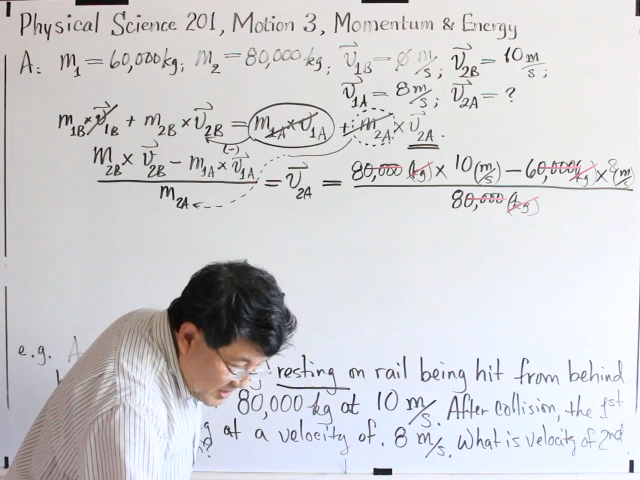 Physical Science 201, Motion 3, Momentum & Energy
A: m₁ = 60,000 kg; m₂ = 80,000 kg; v⃗₁B = 0 m/s; v⃗₂B = 10 m/s;
v⃗₁A = 8 m/s; v⃗₂A = ?
m₁B × v⃗₁B + m₂B × v⃗₂B = m₁A × v⃗₁A + m₂A × v⃗₂A.
(−)
m₂B × v⃗₂B − m₁A × v⃗₁A / m₂A = v⃗₂A = 80,000 (kg) × 10 (m/s) − 60,000 (kg) × 8 (m/s) / 80,000 (kg)
e.g. A
resting on rail being hit from behind
80,000 kg at 10 m/s. After collision, the 1st
at a velocity of. 8 m/s. What is velocity of 2nd